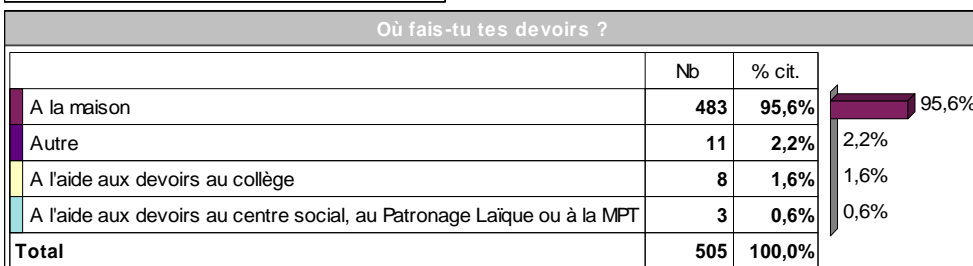 Où fais-tu tes devoirs ?
Nb % cit.
A la maison 483 95,6% 95,6%
Autre 11 2,2% 2,2%
A l'aide aux devoirs au collège 8 1,6% 1,6%
A l'aide aux devoirs au centre social, au Patronage Laïque ou à la MPT 3 0,6% 0,6%
Total 505 100,0%